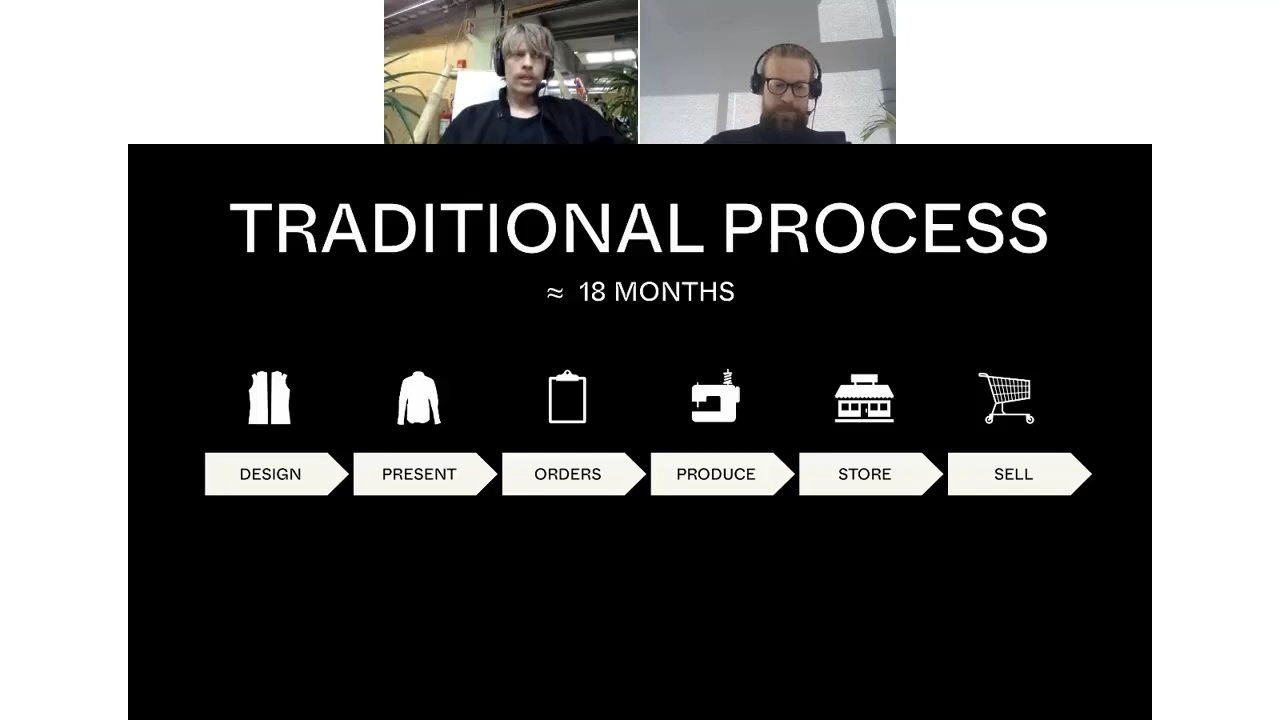 TRADITIONAL PROCESS
≈ 18 MONTHS
DESIGN
PRESENT
ORDERS
PRODUCE
STORE
SELL